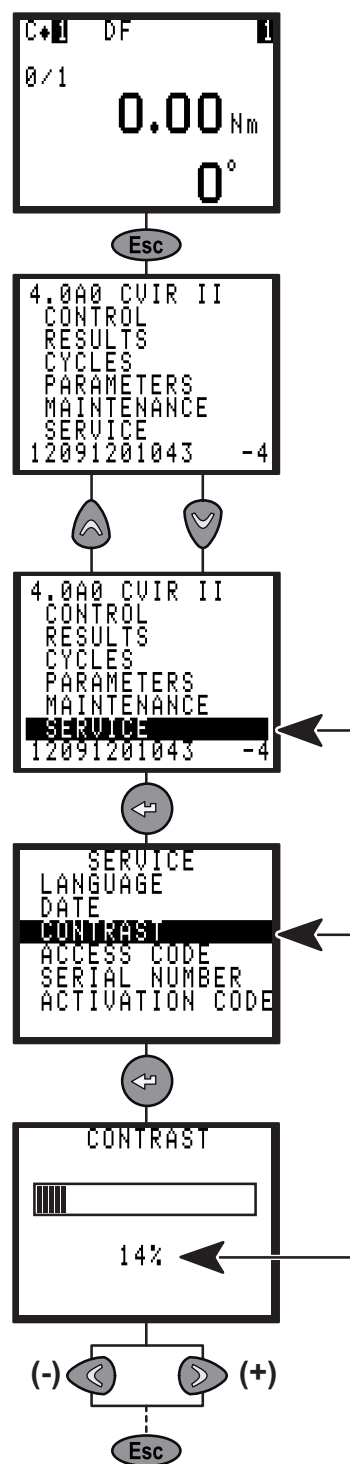 C♦1 DF 1
0/1
0.00 Nm
0°
Esc
4.0A0 CVIR II
CONTROL
RESULTS
CYCLES
PARAMETERS
MAINTENANCE
SERVICE
12091201043 -4
4.0A0 CVIR II
CONTROL
RESULTS
CYCLES
PARAMETERS
MAINTENANCE
SERVICE
12091201043 -4
SERVICE
LANGUAGE
DATE
CONTRAST
ACCESS CODE
SERIAL NUMBER
ACTIVATION CODE
CONTRAST
14%
(-) (+)
Esc